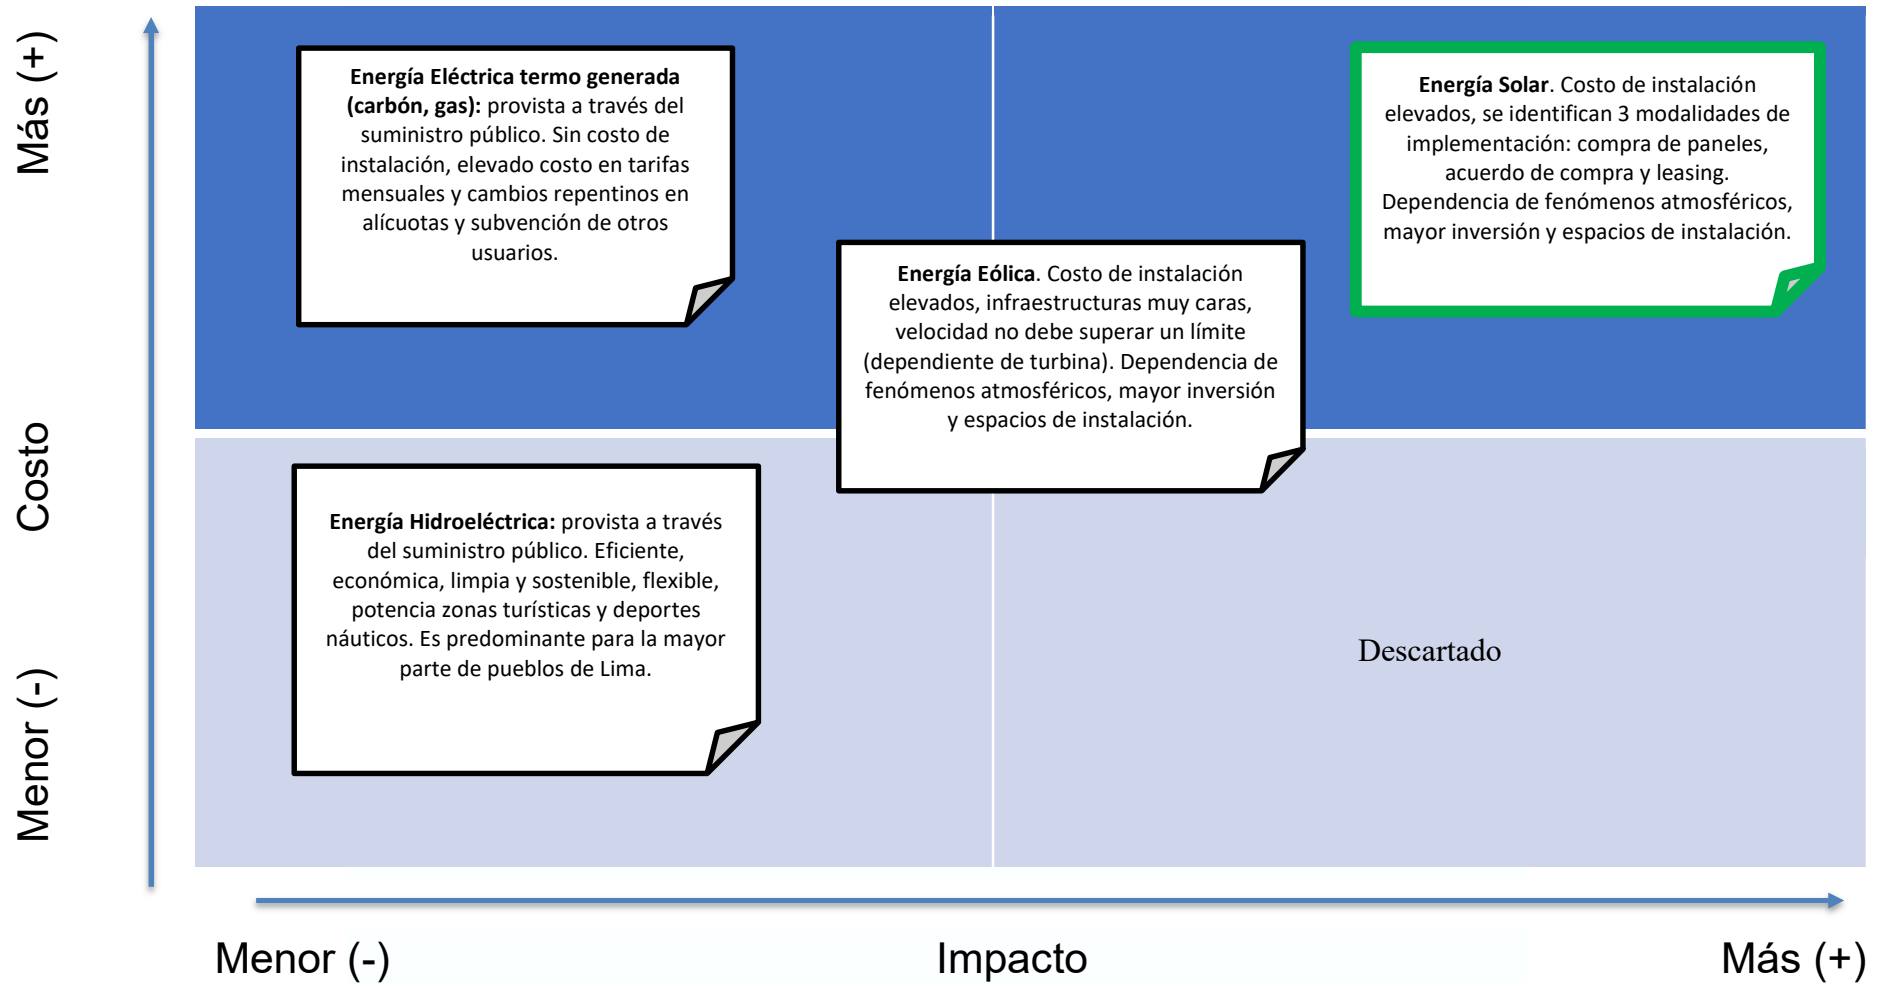 Más (+)
Costo
Menor (-)
Energía Eléctrica termo generada
(carbón, gas): provista a través del
suministro público. Sin costo de
instalación, elevado costo en tarifas
mensuales y cambios repentinos en
alícuotas y subvención de otros
usuarios.
Energía Solar. Costo de instalación
elevados, se identifican 3 modalidades de
implementación: compra de paneles,
acuerdo de compra y leasing.
Dependencia de fenómenos atmosféricos,
mayor inversión y espacios de instalación.
Energía Eólica. Costo de instalación
elevados, infraestructuras muy caras,
velocidad no debe superar un límite
(dependiente de turbina). Dependencia de
fenómenos atmosféricos, mayor inversión
y espacios de instalación.
Energía Hidroeléctrica: provista a través
del suministro público. Eficiente,
económica, limpia y sostenible, flexible,
potencia zonas turísticas y deportes
náuticos. Es predominante para la mayor
parte de pueblos de Lima.
Descartado
Menor (-)
Impacto
Más (+)